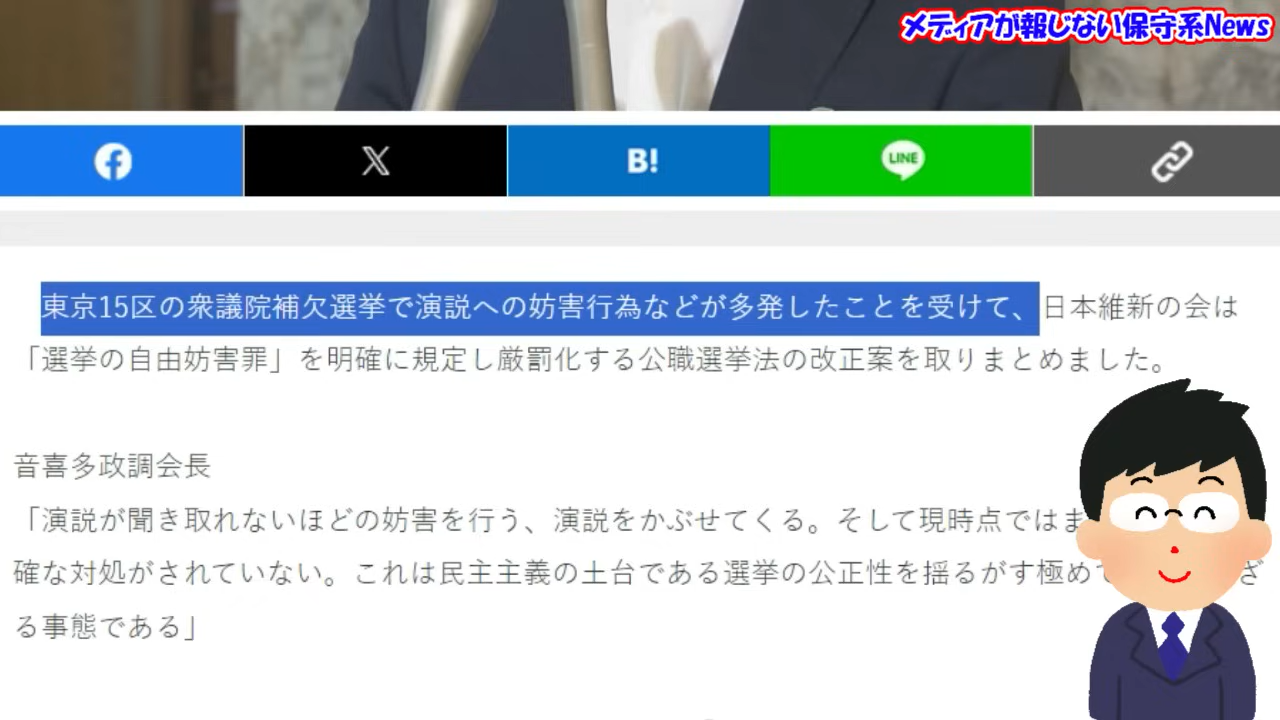 メディアが報じない保守系News
B!
LINE
東京15区の衆議院補欠選挙で演説への妨害行為などが多発したことを受けて、日本維新の会は
「選挙の自由妨害罪」を明確に規定し厳罰化する公職選挙法の改正案を取りまとめました。
音喜多政調会長
「演説が聞き取れないほどの妨害を行う、演説をかぶせてくる。そして現時点ではま
確な対処がされていない。これは民主主義の土台である選挙の公正性を揺るがす極めて ざ
る事態である」